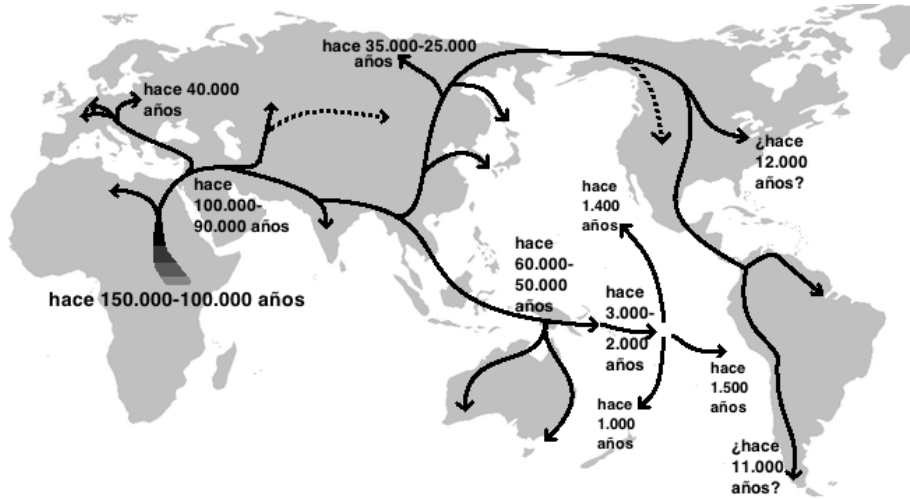 hace 35.000-25.000
años
hace 40.000
años
¿hace
12.000
años?
hace
100.000-
90.000 años
hace
1.400
años
hace
60.000-
50.000
años
hace 150.000-100.000 años
hace
3.000-
2.000
años
hace
1.500
años
hace
1.000
años
¿hace
11.000
años?